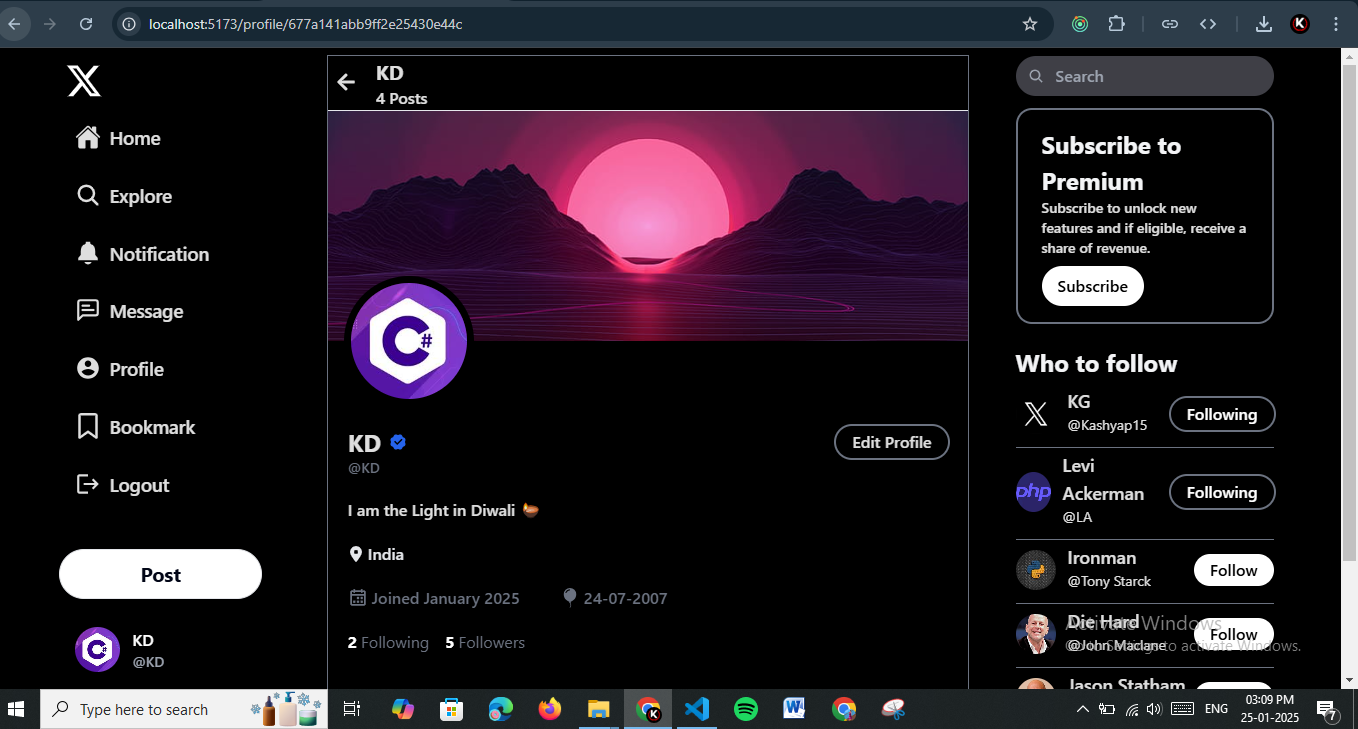 localhost:5173/profile/677a141abb9ff2e25430e44c
K
Home
Explore
Notification
Message
Profile
Bookmark
Logout
Post
KD
@KD
KD
4 Posts
C#
KD
@KD
Edit Profile
I am the Light in Diwali
India
Joined January 2025
24-07-2007
2 Following 5 Followers
Search
Subscribe to
Premium
Subscribe to unlock new
features and if eligible, receive a
share of revenue.
Subscribe
Who to follow
KG
@Kashyap15
Following
php
Levi
Ackerman
@LA
Following
Ironman
@Tony Starck
Follow
Die Hard
@John Maclane
Follow
Jason Statham
Activate Windows
Go to Settings to activate Windows.
Type here to search
ENG
03:09 PM
25-01-2025
7